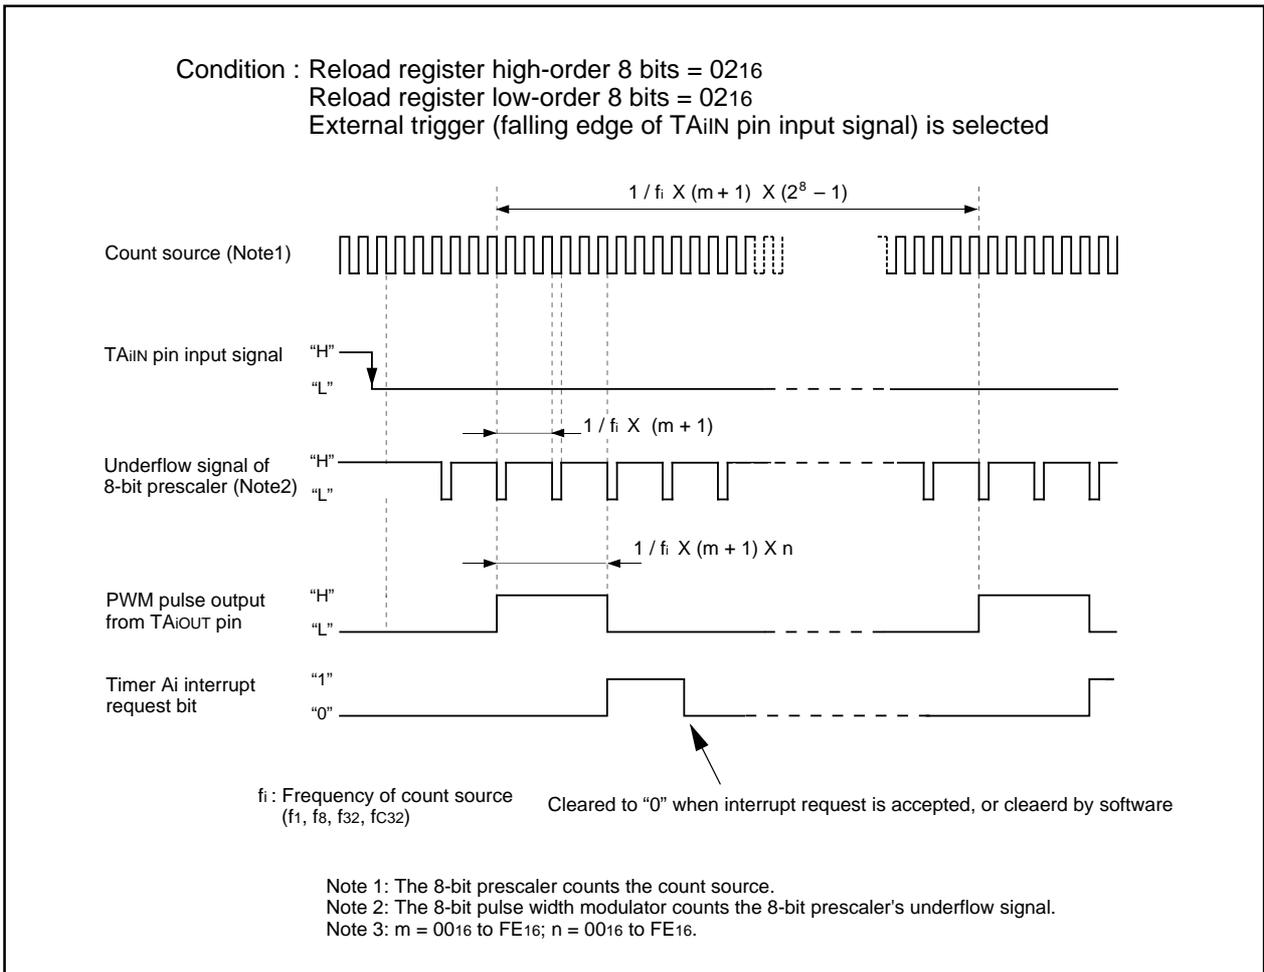 Condition : Reload register high-order 8 bits = 0216
Reload register low-order 8 bits = 0216
External trigger (falling edge of TAiIN pin input signal) is selected
1 / fi X (m + 1) X (2⁸ – 1)
Count source (Note1)
TAiIN pin input signal
“H”
“L”
1 / fi X (m + 1)
Underflow signal of
8-bit prescaler (Note2)
“H”
“L”
1 / fi X (m + 1) X n
PWM pulse output
from TAiOUT pin
“H”
“L”
Timer Ai interrupt
request bit
“1”
“0”
fi : Frequency of count source
(f1, f8, f32, fC32)
Cleared to “0” when interrupt request is accepted, or cleaerd by software
Note 1: The 8-bit prescaler counts the count source.
Note 2: The 8-bit pulse width modulator counts the 8-bit prescaler's underflow signal.
Note 3: m = 0016 to FE16; n = 0016 to FE16.